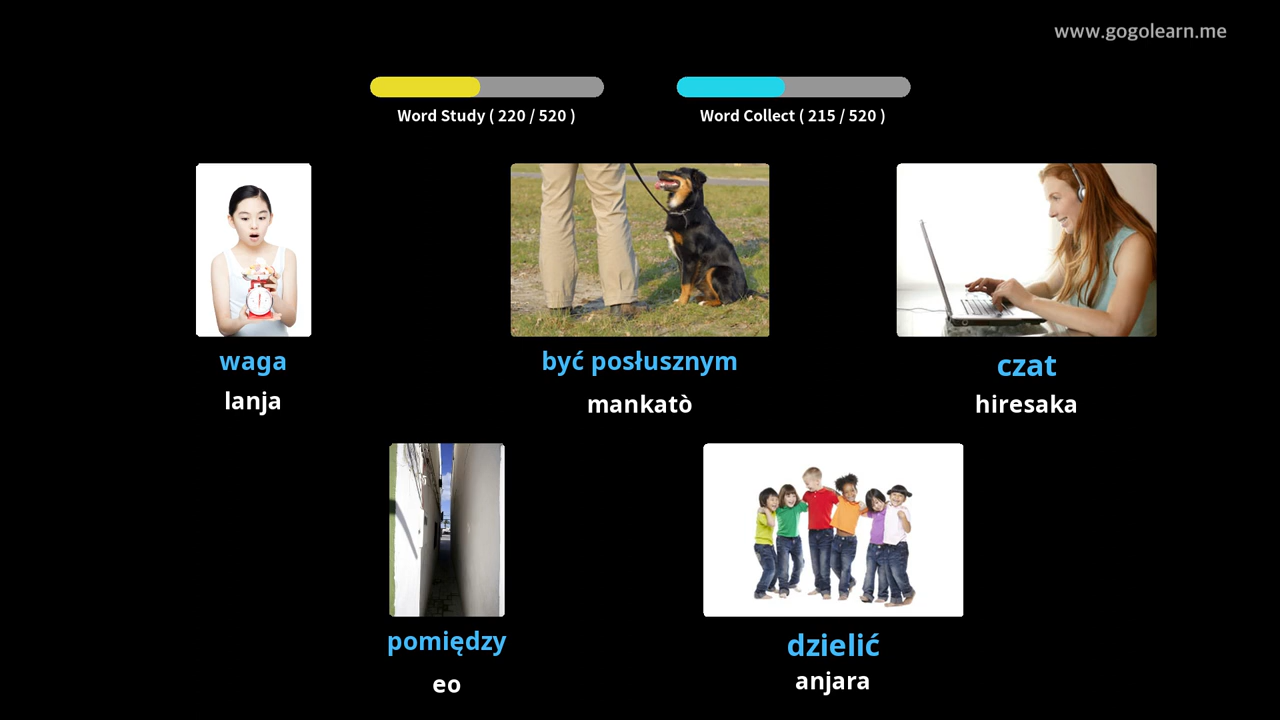 www.gogolearn.me
Word Study ( 220 / 520 )
Word Collect ( 215 / 520 )
waga
lanja
być posłusznym
mankatò
czat
hiresaka
pomiędzy
eo
dzielić
anjara